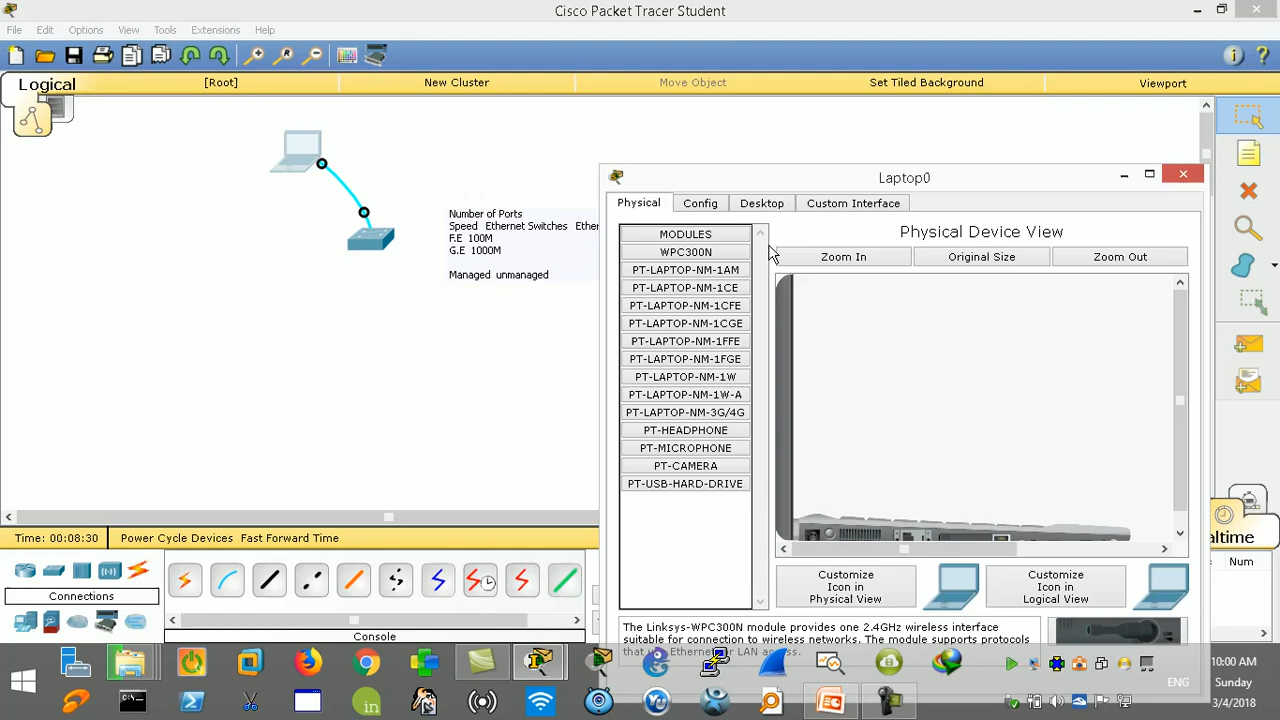 Cisco Packet Tracer Student
File Edit Options View Tools Extensions Help
Logical
[Root]
New Cluster
Move Object
Set Tiled Background
Viewport
Number of Ports
Speed Ethernet Switches Ether
F.E 100M
G.E 1000M
Managed unmanaged
Laptop0
Physical Config Desktop Custom Interface
MODULES
WPC300N
PT-LAPTOP-NM-1AM
PT-LAPTOP-NM-1CE
PT-LAPTOP-NM-1CFE
PT-LAPTOP-NM-1CGE
PT-LAPTOP-NM-1FFE
PT-LAPTOP-NM-1FGE
PT-LAPTOP-NM-1W
PT-LAPTOP-NM-1W-A
PT-LAPTOP-NM-3G/4G
PT-HEADPHONE
PT-MICROPHONE
PT-CAMERA
PT-USB-HARD-DRIVE
Physical Device View
Zoom In Original Size Zoom Out
Customize
Icon in
Physical View
Customize
Icon in
Logical View
The Linksys-WPC300N module provides one 2.4GHz wireless interface
suitable for connection to wireless networks. The module supports protocols
that use Ethernet for LAN access.
Time: 00:08:30 Power Cycle Devices Fast Forward Time
altime
Num
Connections
Console
10:00 AM
Sunday
3/4/2018
ENG